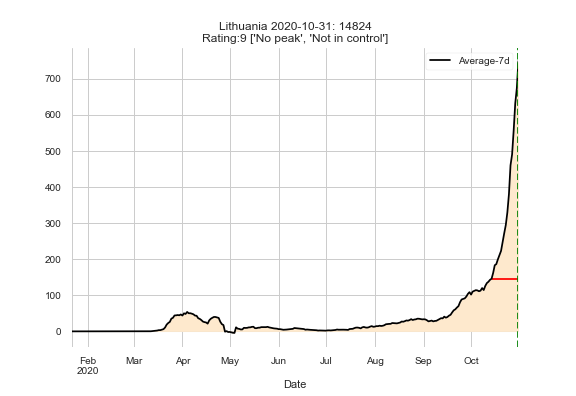 Lithuania 2020-10-31: 14824
Rating:9 ['No peak', 'Not in control']
Average-7d
700
600
500
400
300
200
100
0
Feb Mar Apr May Jun Jul Aug Sep Oct
2020
Date